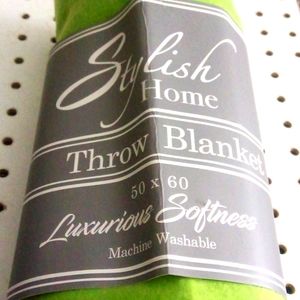 Stylish
Home
Throw Blanket
50 x 60
Luxurious Softness
Machine Washable